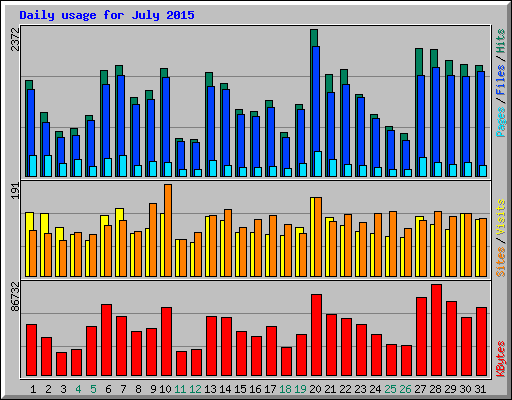 Daily usage for July 2015
2372
Pages / Files / Hits
191
Sites / Visits
86732
KBytes
1 2 3 4 5 6 7 8 9 10 11 12 13 14 15 16 17 18 19 20 21 22 23 24 25 26 27 28 29 30 31